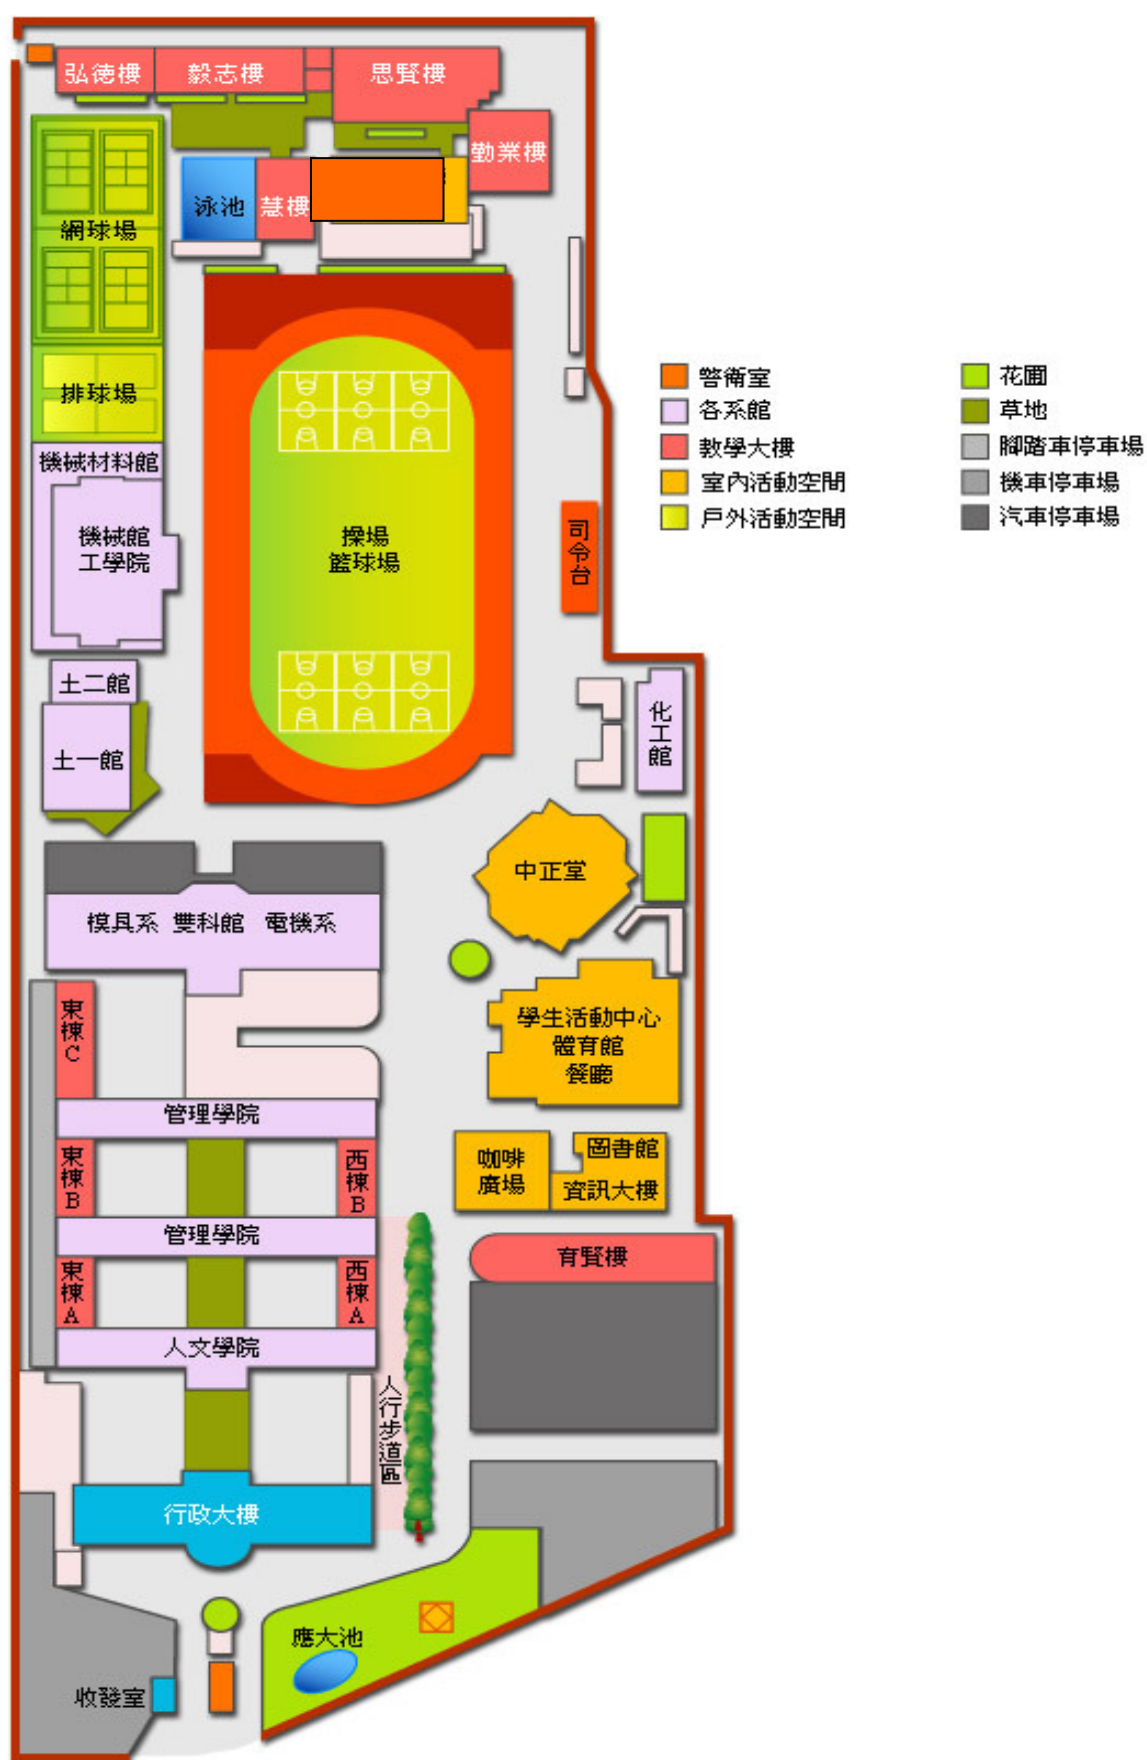 弘德樓
毅志樓
思賢樓
勤業樓
泳池
慧樓
網球場
排球場
機械材料館
機械館
工學院
操場
籃球場
司令台
警衛室
各系館
教學大樓
室內活動空間
戶外活動空間
花圃
草地
腳踏車停車場
機車停車場
汽車停車場
土二館
土一館
化工館
中正堂
模具系 雙科館 電機系
東棟C
學生活動中心
體育館
餐廳
管理學院
東棟B
西棟B
咖啡
廣場
圖書館
資訊大樓
管理學院
育賢樓
東棟A
西棟A
人文學院
人行步道區
行政大樓
應大池
收發室